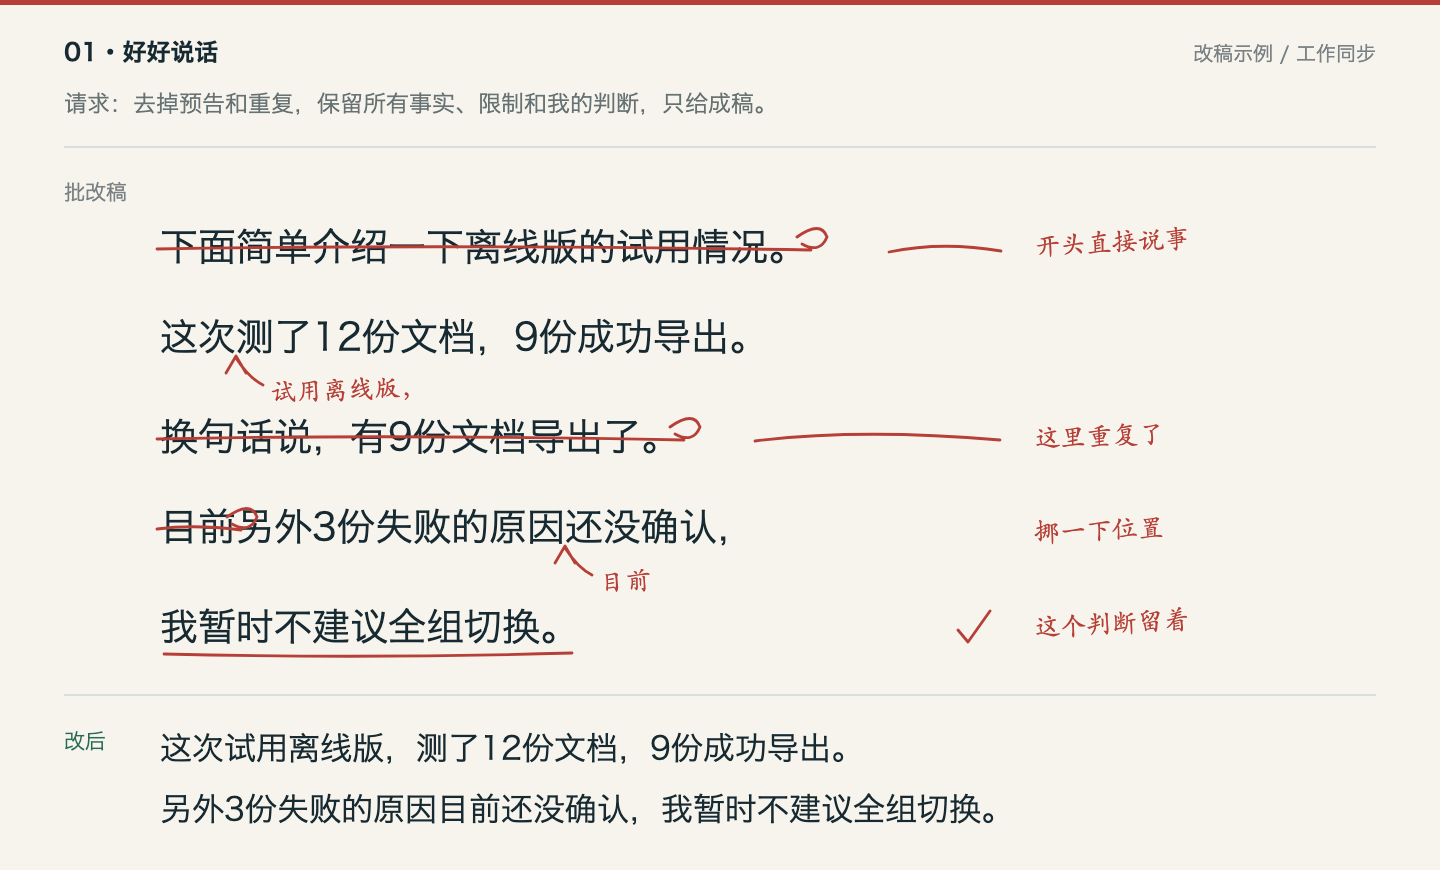 01・好好说话
改稿示例 / 工作同步
请求：去掉预告和重复，保留所有事实、限制和我的判断，只给成稿。
批改稿
下面简单介绍一下离线版的试用情况。
开头直接说事
这次测了12份文档，9份成功导出。
试用离线版，
换句话说，有9份文档导出了。
这里重复了
目前另外3份失败的原因还没确认，
挪一下位置
目前
我暂时不建议全组切换。
这个判断留着
改后
这次试用离线版，测了12份文档，9份成功导出。
另外3份失败的原因目前还没确认，我暂时不建议全组切换。